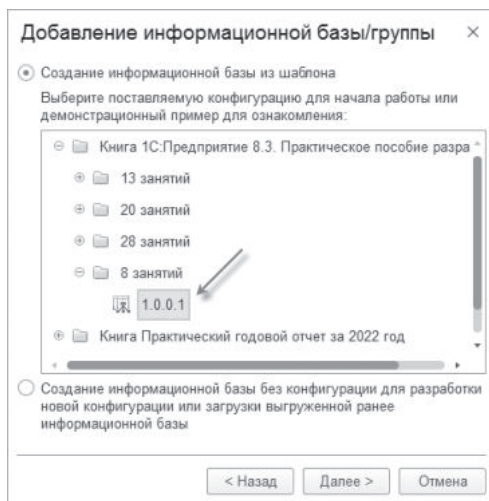 Добавление информационной базы/группы
Создание информационной базы из шаблона
Выберите поставляемую конфигурацию для начала работы или
демонстрационный пример для ознакомления:
Книга 1С:Предприятие 8.3. Практическое пособие разра
13 занятий
20 занятий
28 занятий
8 занятий
1.0.0.1
Книга Практический годовой отчет за 2022 год
Создание информационной базы без конфигурации для разработки
новой конфигурации или загрузки выгруженной ранее
информационной базы
< Назад Далее > Отмена